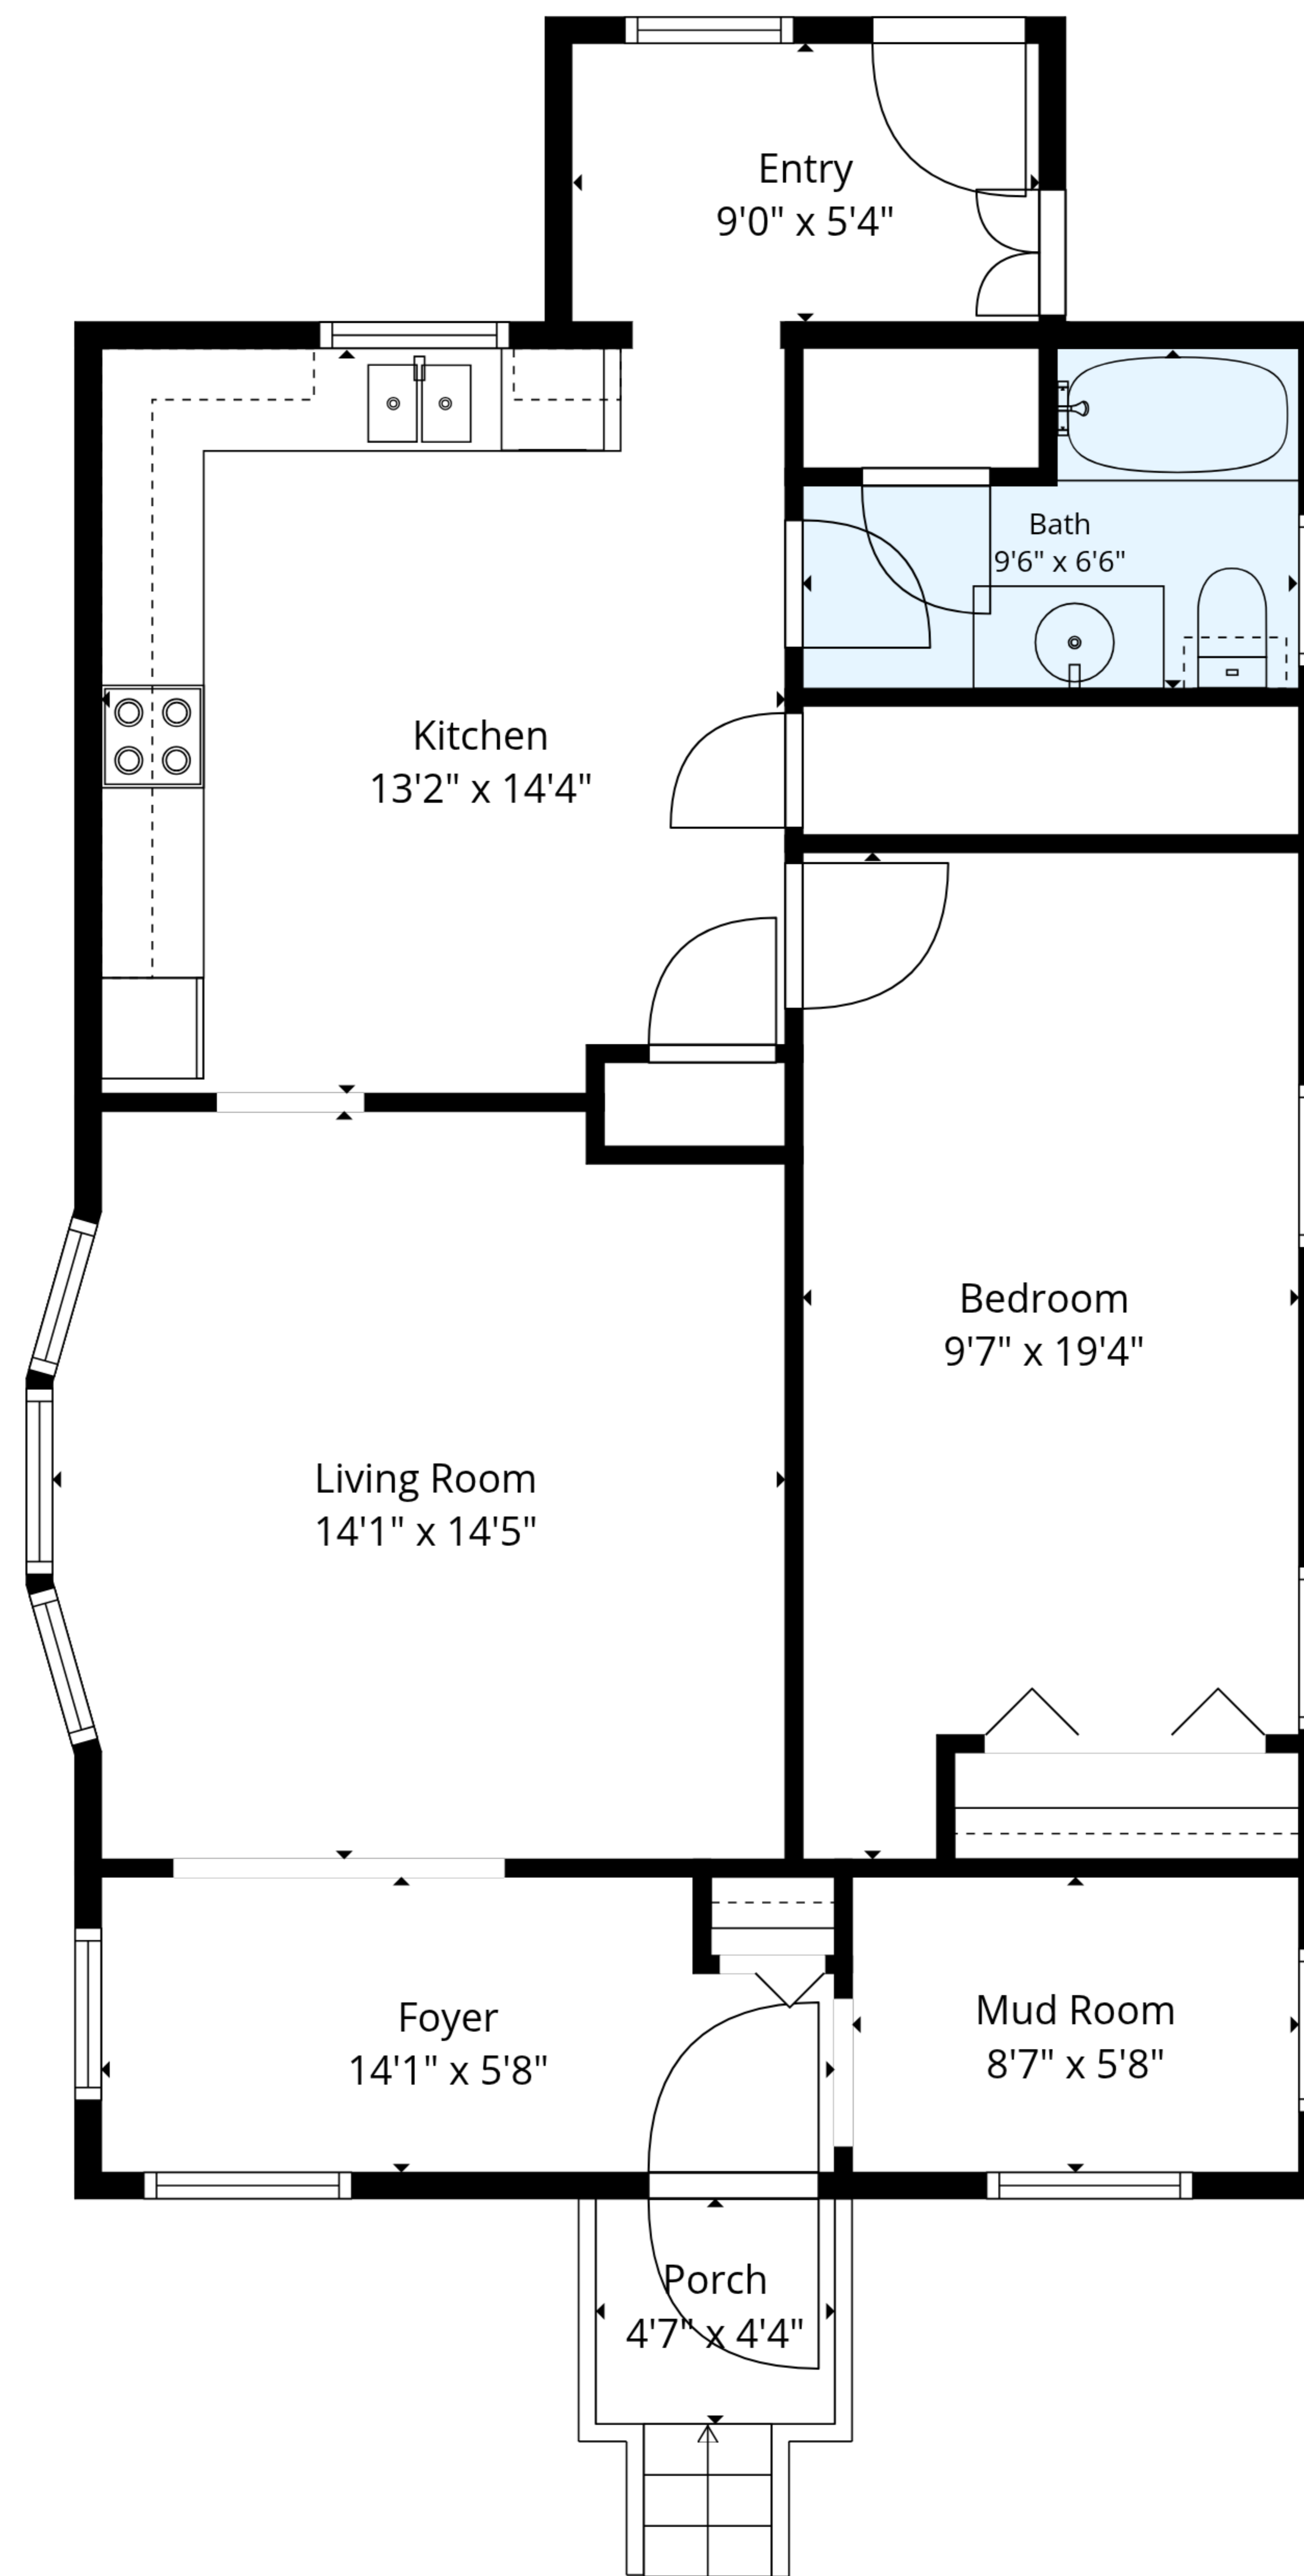 Entry
9'0" x 5'4"
Bath
9'6" x 6'6"
Kitchen
13'2" x 14'4"
Bedroom
9'7" x 19'4"
Living Room
14'1" x 14'5"
Foyer
14'1" x 5'8"
Mud Room
8'7" x 5'8"
Porch
4'7" x 4'4"